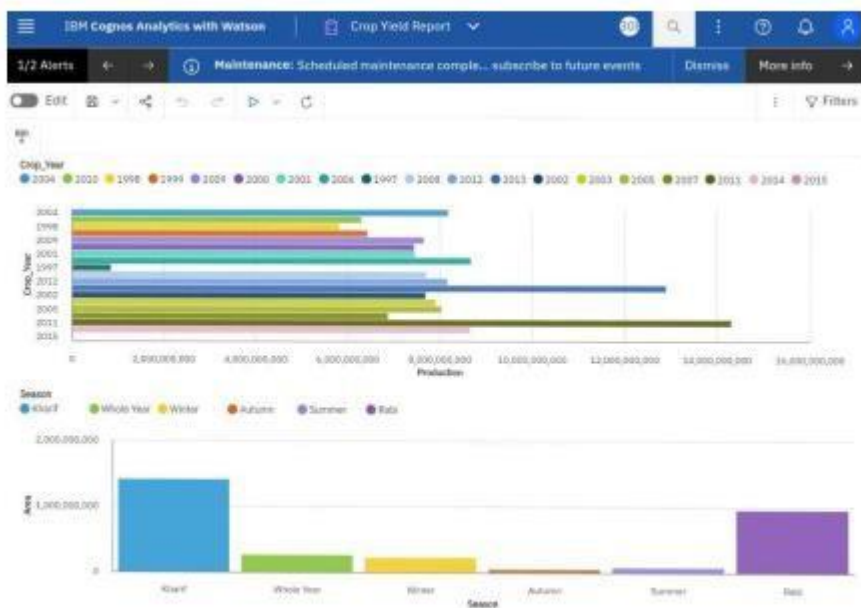 IBM Cognos Analytics with Watson
Crop Yield Report
1/2 Alerts
Maintenance: Scheduled maintenance comple... subscribe to future events
Dismiss
More info
Edit
Filters
Crop_Year
2004 2010 1998 1999 2009 2000 2001 2006 1997 2008 2012 2013 2002 2003 2005 2007 2011 2014 2015
Crop_Year
2004
1998
2009
2001
1997
2012
2002
2005
2011
2015
0 2,000,000,000 4,000,000,000 6,000,000,000 8,000,000,000 10,000,000,000 12,000,000,000 14,000,000,000 16,000,000,000
Production
Season
Kharif Whole Year Winter Autumn Summer Rabi
Area
2,000,000,000
1,000,000,000
0
Kharif Whole Year Winter Autumn Summer Rabi
Season